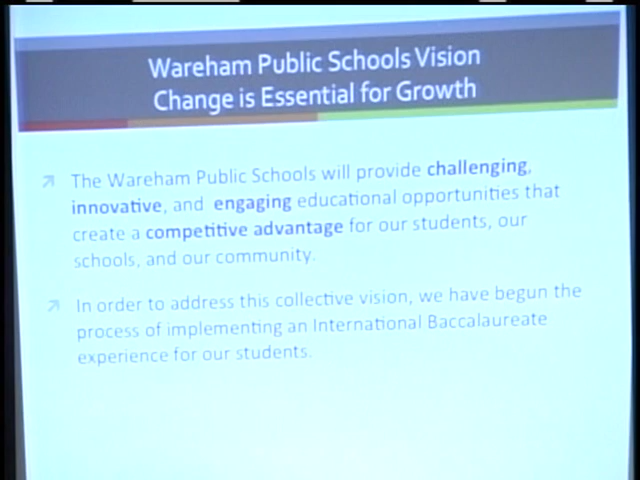 Wareham Public Schools Vision
Change is Essential for Growth
The Wareham Public Schools will provide challenging,
innovative, and engaging educational opportunities that
create a competitive advantage for our students, our
schools, and our community.
In order to address this collective vision, we have begun the
process of implementing an International Baccalaureate
experience for our students.